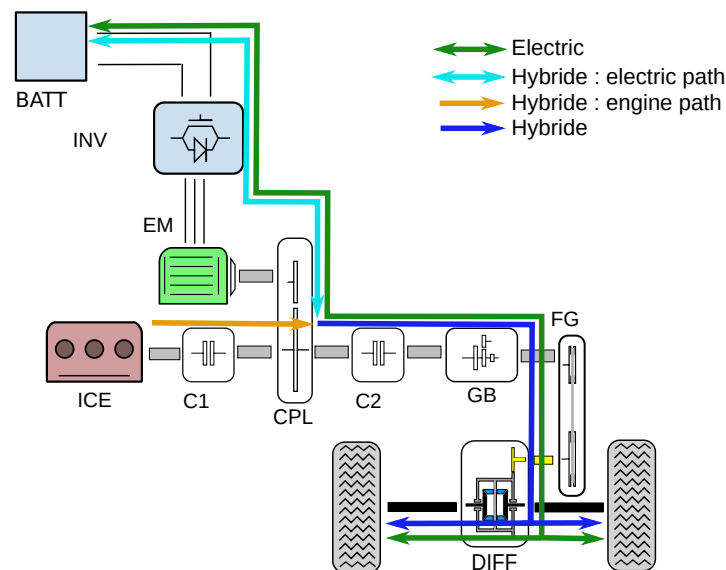 Electric
Hybride : electric path
BATT
Hybride : engine path
Hybride
INV
EM
FG
ICE
C1
CPL
C2
GB
DIFF